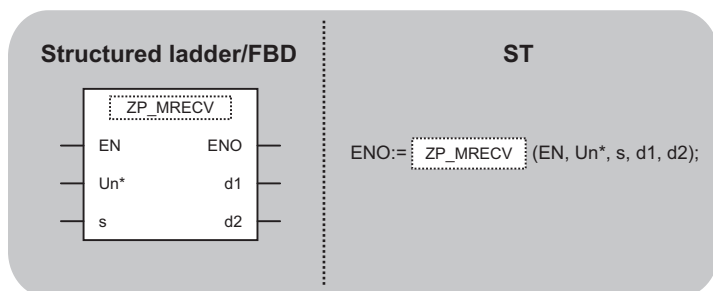 Structured ladder/FBD
ZP_MRECV
EN ENO
Un* d1
s d2
ST
ENO:= ZP_MRECV (EN, Un*, s, d1, d2);